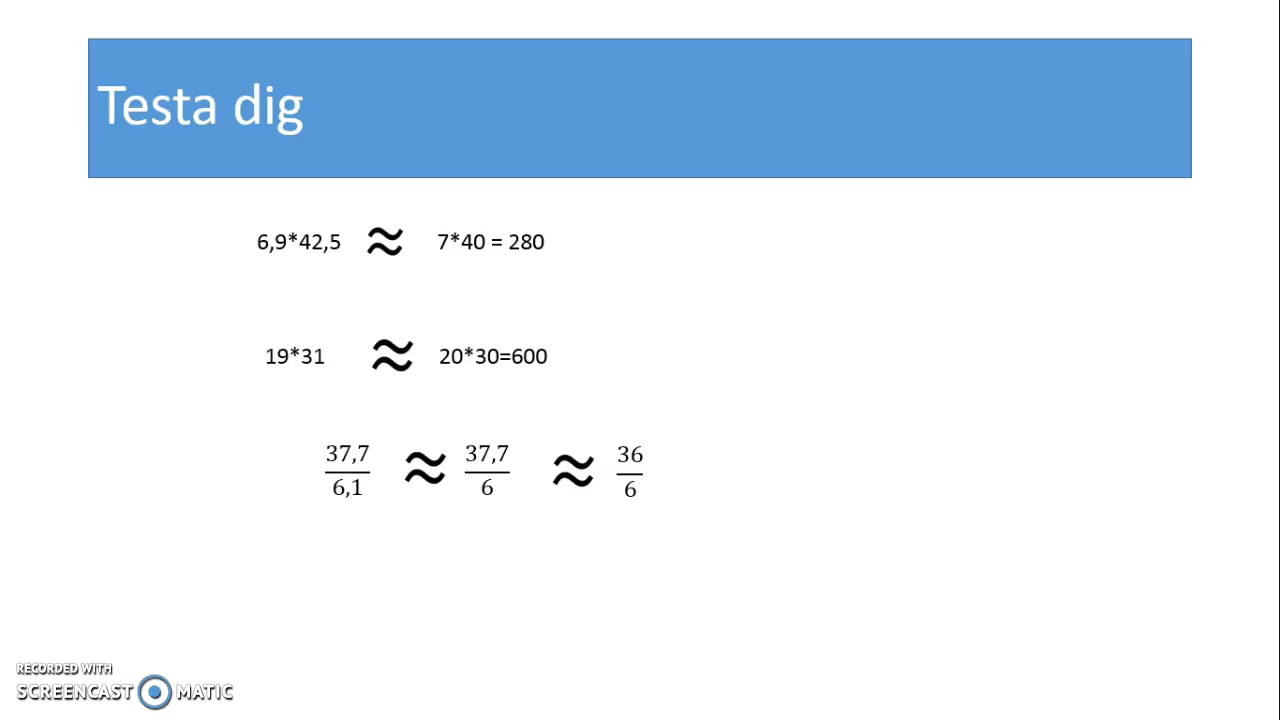 Testa dig
6,9*42,5 ≈ 7*40 = 280
19*31 ≈ 20*30=600
37,7/6,1 ≈ 37,7/6 ≈ 36/6
RECORDED WITH
SCREENCAST MATIC